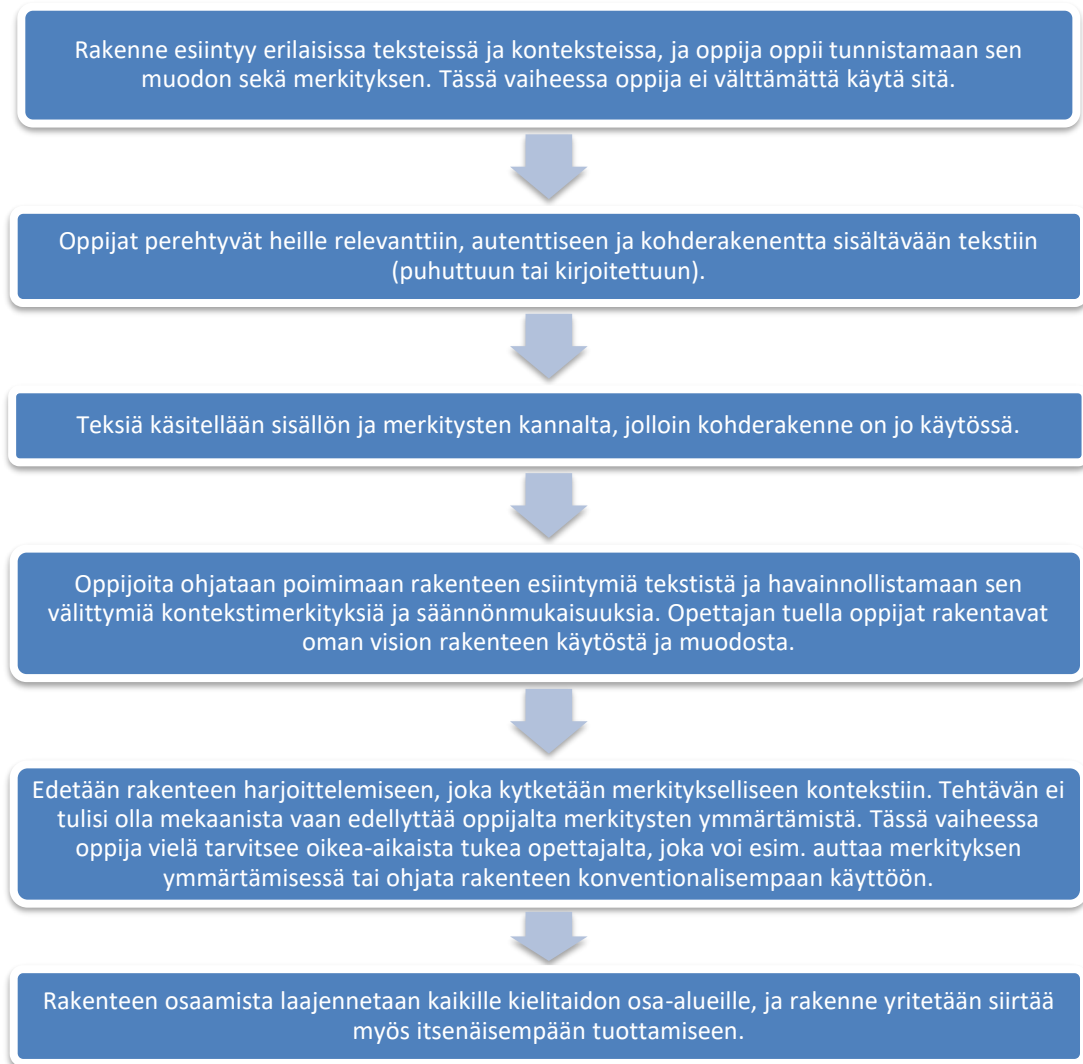 Rakenne esiintyy erilaisissa teksteissä ja konteksteissa, ja oppija oppii tunnistamaan sen
muodon sekä merkityksen. Tässä vaiheessa oppija ei välttämättä käytä sitä.
Oppijat perehtyvät heille relevanttiin, autenttiseen ja kohderakenentta sisältävään tekstiin
(puhuttuun tai kirjoitettuun).
Teksiä käsitellään sisällön ja merkitysten kannalta, jolloin kohderakenne on jo käytössä.
Oppijoita ohjataan poimimaan rakenteen esiintymiä tekstistä ja havainnollistamaan sen
välittymiä kontekstimerkityksiä ja säännönmukaisuuksia. Opettajan tuella oppijat rakentavat
oman vision rakenteen käytöstä ja muodosta.
Edetään rakenteen harjoittelemiseen, joka kytketään merkitykselliseen kontekstiin. Tehtävän ei
tulisi olla mekaanista vaan edellyttää oppijalta merkitysten ymmärtämistä. Tässä vaiheessa
oppija vielä tarvitsee oikea-aikaista tukea opettajalta, joka voi esim. auttaa merkityksen
ymmärtämisessä tai ohjata rakenteen konventionalisempaan käyttöön.
Rakenteen osaamista laajennetaan kaikille kielitaidon osa-alueille, ja rakenne yritetään siirtää
myös itsenäisempään tuottamiseen.